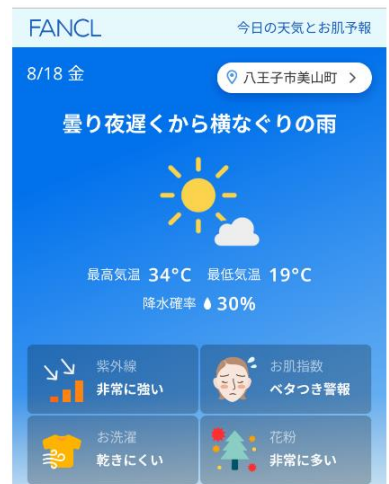 FANCL
今日の天気とお肌予報
8/18 金
八王子市美山町 >
曇り夜遅くから横なぐりの雨
最高気温 34°C 最低気温 19°C
降水確率 30%
紫外線
非常に強い
お肌指数
ベタつき警報
お洗濯
乾きにくい
花粉
非常に多い